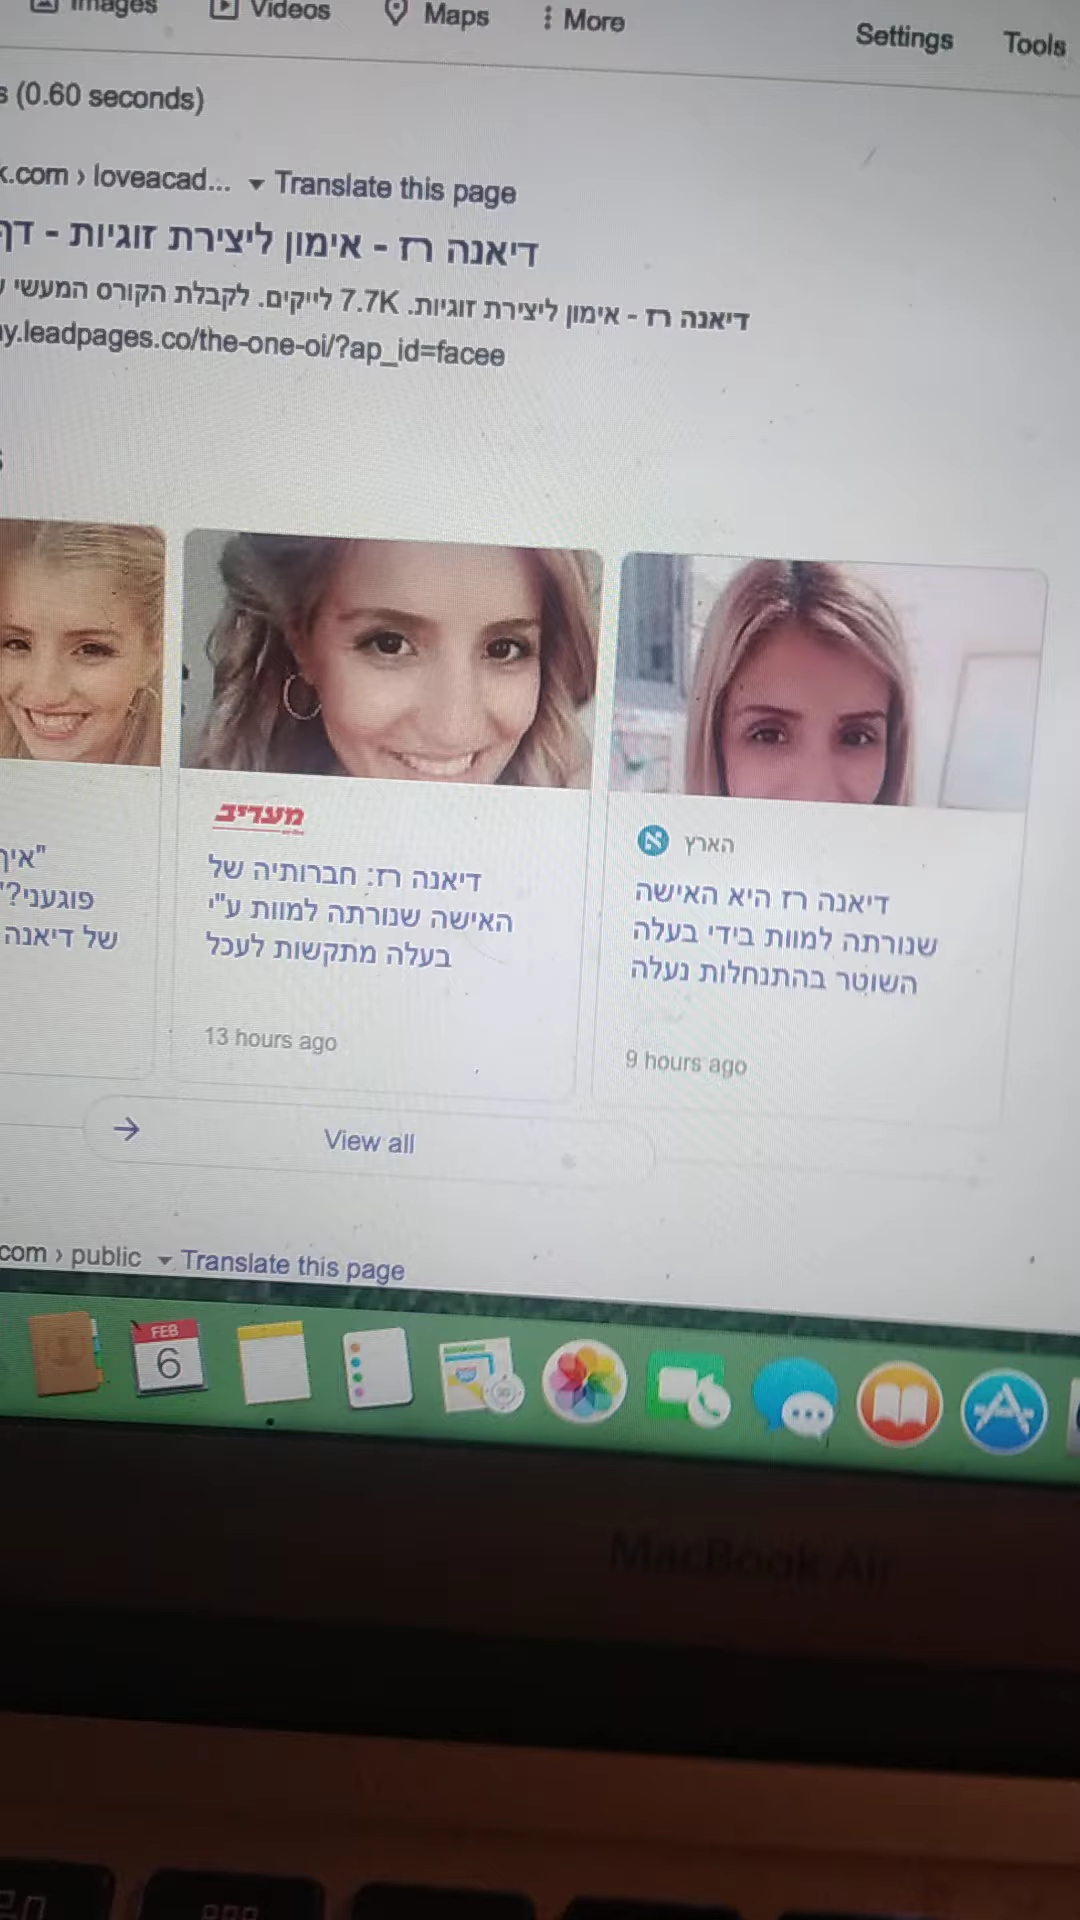 Images
Videos
Maps
More
Settings
Tools
s (0.60 seconds)
k.com › loveacad...
Translate this page
דיאנה רז - אימון ליצירת זוגיות - דף
דיאנה רז - אימון ליצירת זוגיות. 7.7K לייקים. לקבלת הקורס המעשי
y.leadpages.co/the-one-oi/?ap_id=facee
"איך
פוגעני?"
של דיאנה
מעריב
דיאנה רז: חברותיה של
האישה שנורתה למוות ע"י
בעלה מתקשות לעכל
13 hours ago
הארץ
דיאנה רז היא האישה
שנורתה למוות בידי בעלה
השוטר בהתנחלות נעלה
9 hours ago
View all
com › public
Translate this page
FEB
6
MacBook Air